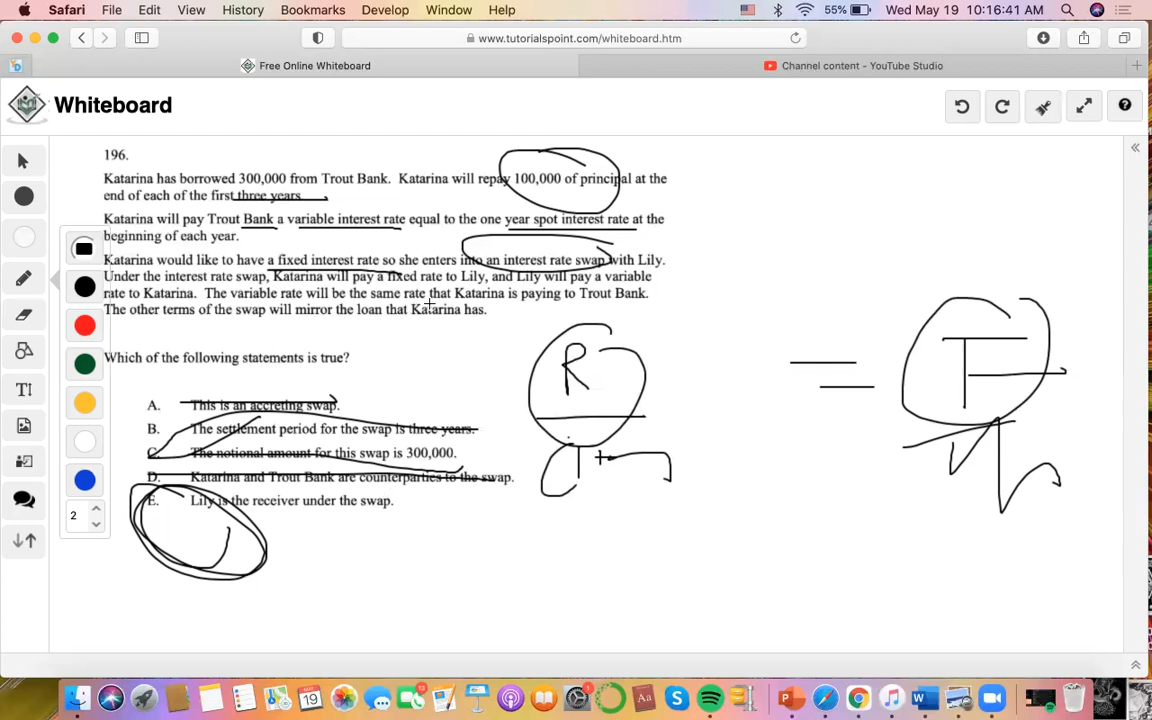 Safari File Edit View History Bookmarks Develop Window Help 55% Wed May 19 10:16:41 AM
www.tutorialspoint.com/whiteboard.htm
Free Online Whiteboard Channel content - YouTube Studio
Whiteboard
196.
Katarina has borrowed 300,000 from Trout Bank. Katarina will repay 100,000 of principal at the
end of each of the first three years.
Katarina will pay Trout Bank a variable interest rate equal to the one year spot interest rate at the
beginning of each year.
Katarina would like to have a fixed interest rate so she enters into an interest rate swap with Lily.
Under the interest rate swap, Katarina will pay a fixed rate to Lily, and Lily will pay a variable
rate to Katarina. The variable rate will be the same rate that Katarina is paying to Trout Bank.
The other terms of the swap will mirror the loan that Katarina has.
Which of the following statements is true?
A. This is an accreting swap.
B. The settlement period for the swap is three years.
C. The notional amount for this swap is 300,000.
D. Katarina and Trout Bank are counterparties to the swap.
E. Lily is the receiver under the swap.
R
T
2